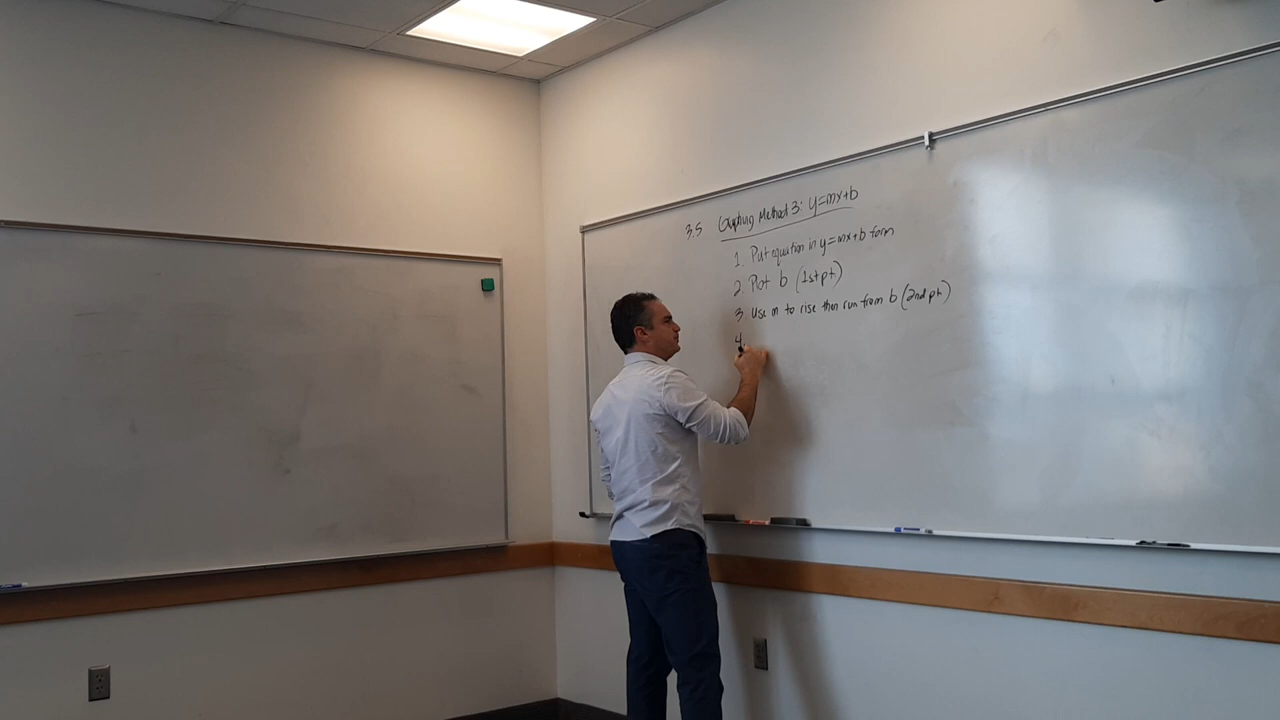 3.5 Graphing Method 3: y=mx+b
1. Put equation in y=mx+b form
2. Plot b (1st pt)
3 Use m to rise then run from b (2nd pt)
4.